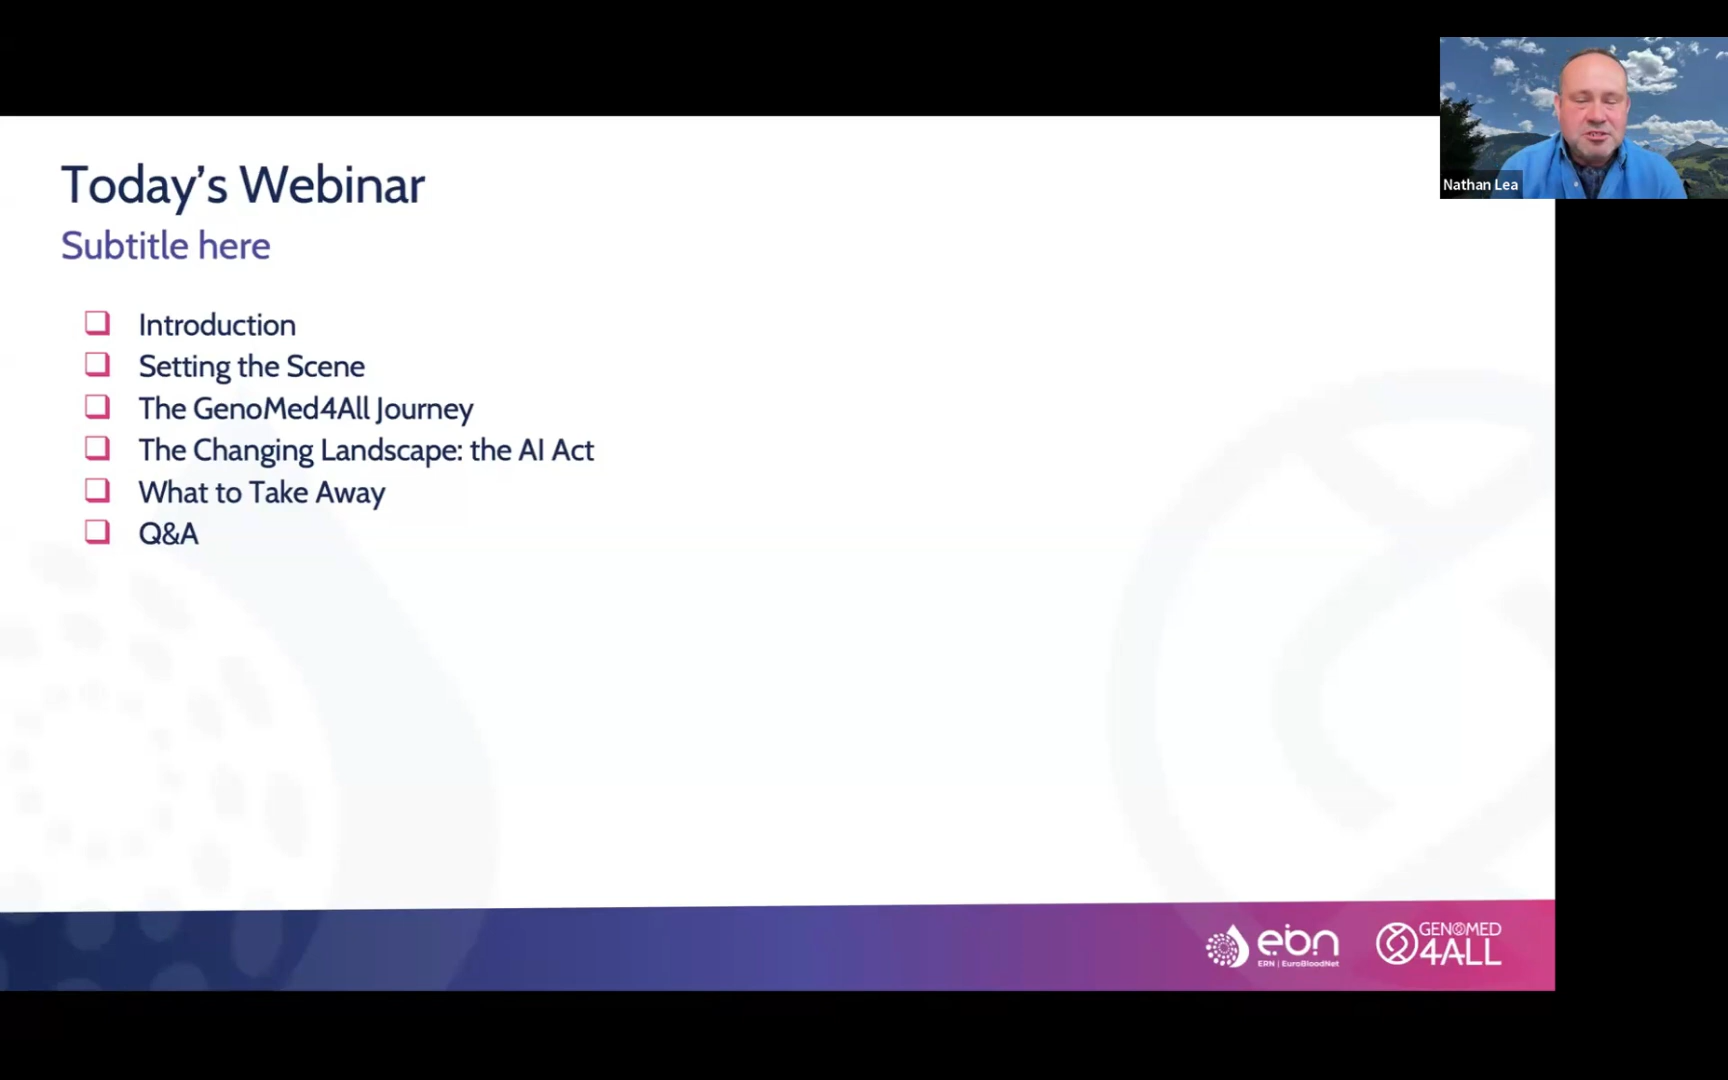 Nathan Lea
Today's Webinar
Subtitle here
Introduction
Setting the Scene
The GenoMed4All Journey
The Changing Landscape: the AI Act
What to Take Away
Q&A
ebn
ERN | EuroBloodNet
GENOMED
4ALL